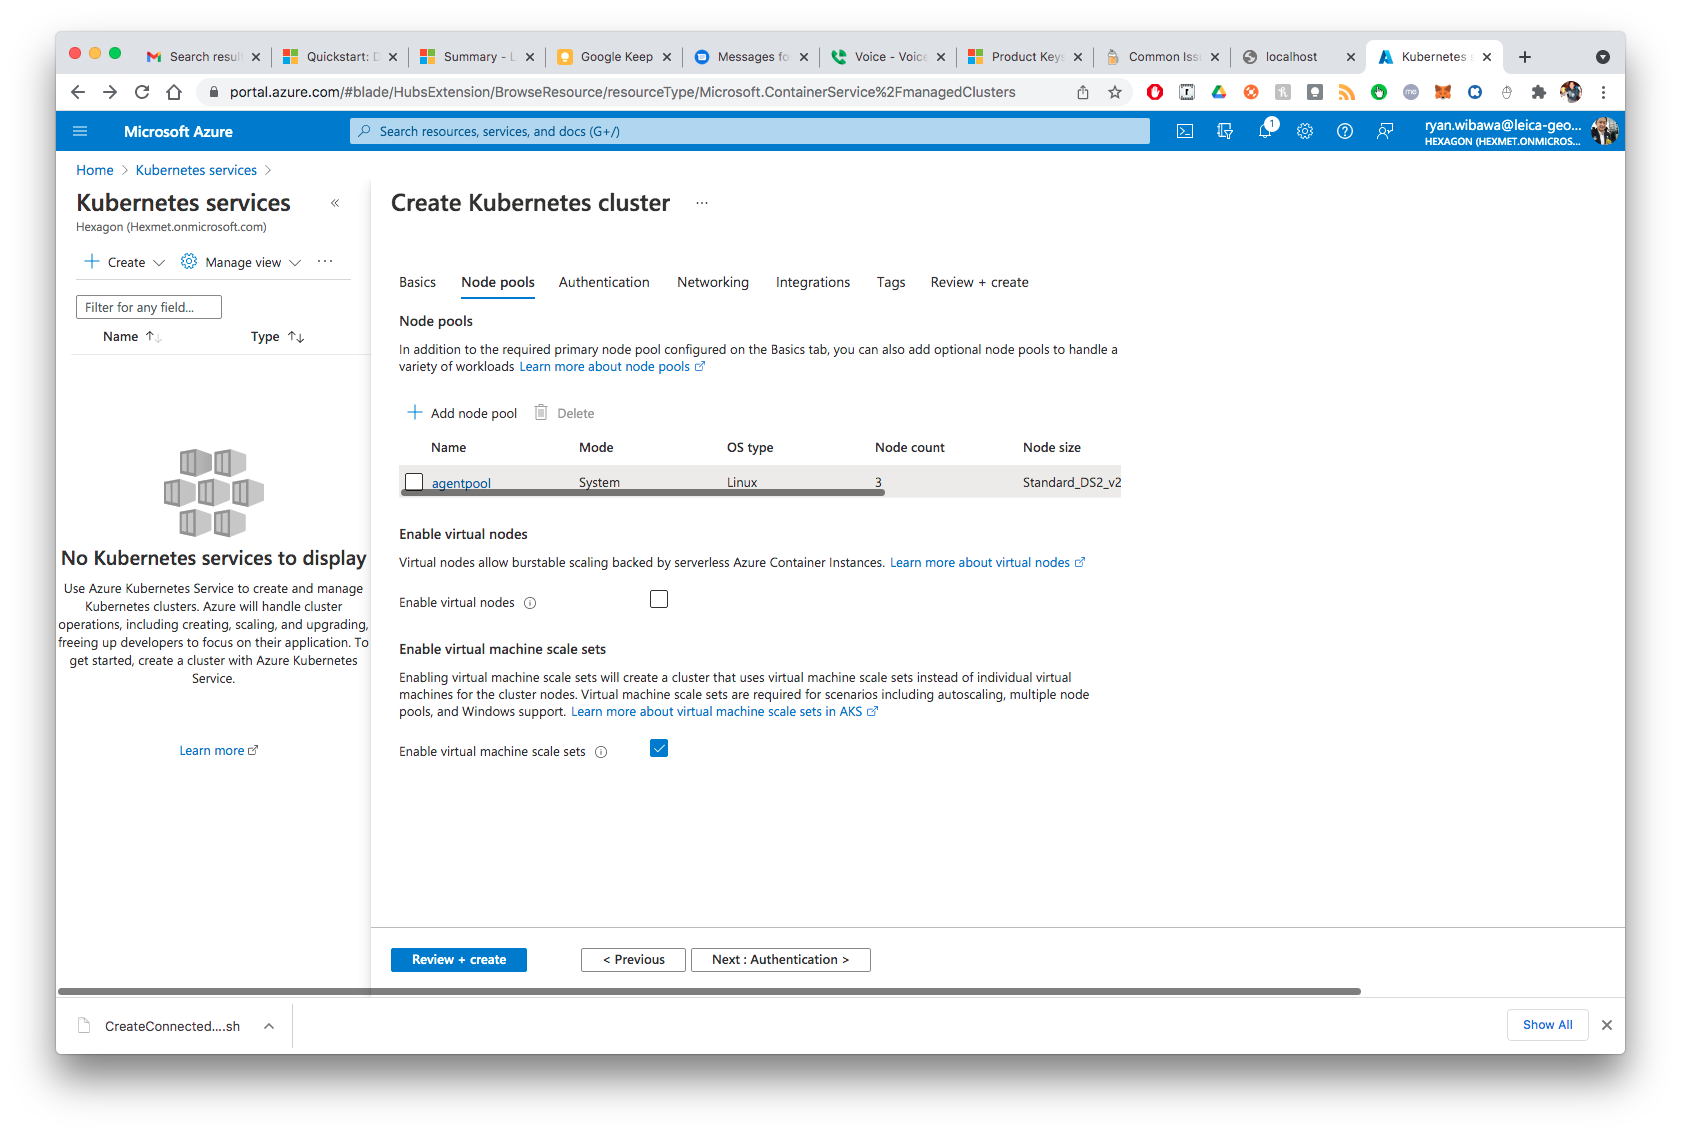 Search resul
Quickstart: D
Summary - L
Google Keep
Messages fo
Voice - Voice
Product Keys
Common Iss
localhost
Kubernetes s
portal.azure.com/#blade/HubsExtension/BrowseResource/resourceType/Microsoft.ContainerService%2FmanagedClusters
Microsoft Azure
Search resources, services, and docs (G+/)
1
ryan.wibawa@leica-geo...
HEXAGON (HEXMET.ONMICROS...
Home > Kubernetes services >
Kubernetes services
«
Hexagon (Hexmet.onmicrosoft.com)
+ Create
Manage view
...
Filter for any field...
Name ↑↓
Type ↑↓
No Kubernetes services to display
Use Azure Kubernetes Service to create and manage
Kubernetes clusters. Azure will handle cluster
operations, including creating, scaling, and upgrading,
freeing up developers to focus on their application. To
get started, create a cluster with Azure Kubernetes
Service.
Learn more
Create Kubernetes cluster ...
Basics Node pools Authentication Networking Integrations Tags Review + create
Node pools
In addition to the required primary node pool configured on the Basics tab, you can also add optional node pools to handle a
variety of workloads Learn more about node pools
+ Add node pool Delete
Name Mode OS type Node count Node size
agentpool System Linux 3 Standard_DS2_v2
Enable virtual nodes
Virtual nodes allow burstable scaling backed by serverless Azure Container Instances. Learn more about virtual nodes
Enable virtual nodes
Enable virtual machine scale sets
Enabling virtual machine scale sets will create a cluster that uses virtual machine scale sets instead of individual virtual
machines for the cluster nodes. Virtual machine scale sets are required for scenarios including autoscaling, multiple node
pools, and Windows support. Learn more about virtual machine scale sets in AKS
Enable virtual machine scale sets
Review + create
< Previous
Next : Authentication >
CreateConnected....sh
Show All